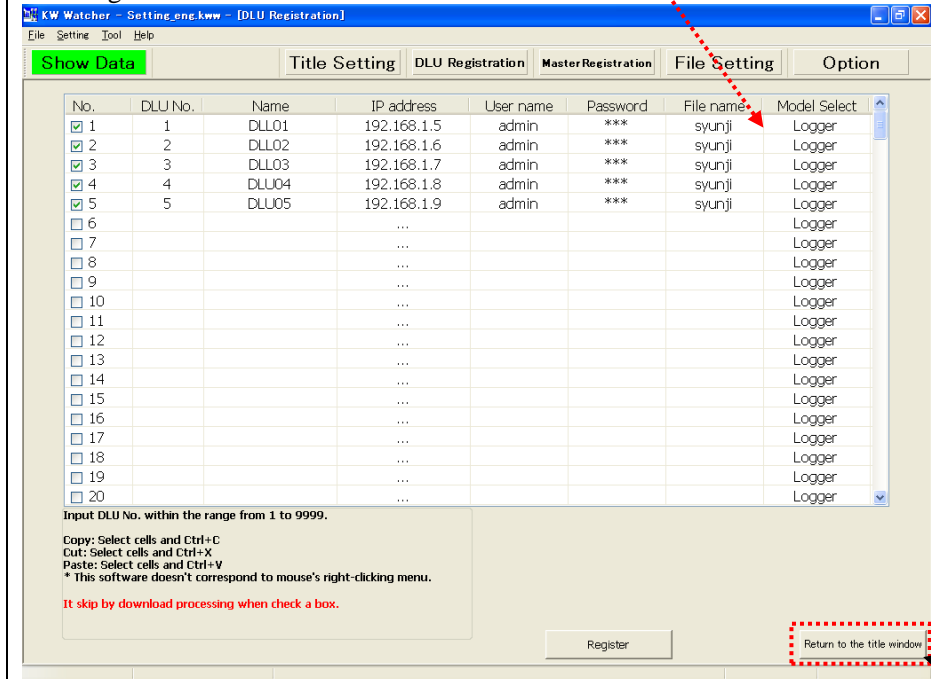 KW Watcher - Setting_eng.kww - [DLU Registration]
File Setting Tool Help
Show Data Title Setting DLU Registration Master Registration File Setting Option
No. DLU No. Name IP address User name Password File name Model Select
1 1 DLL01 192.168.1.5 admin *** syunji Logger
2 2 DLL02 192.168.1.6 admin *** syunji Logger
3 3 DLL03 192.168.1.7 admin *** syunji Logger
4 4 DLU04 192.168.1.8 admin *** syunji Logger
5 5 DLU05 192.168.1.9 admin *** syunji Logger
6 ... Logger
7 ... Logger
8 ... Logger
9 ... Logger
10 ... Logger
11 ... Logger
12 ... Logger
13 ... Logger
14 ... Logger
15 ... Logger
16 ... Logger
17 ... Logger
18 ... Logger
19 ... Logger
20 ... Logger
Input DLU No. within the range from 1 to 9999.
Copy: Select cells and Ctrl+C
Cut: Select cells and Ctrl+X
Paste: Select cells and Ctrl+V
* This software doesn't correspond to mouse's right-clicking menu.
It skip by download processing when check a box.
Register Return to the title window